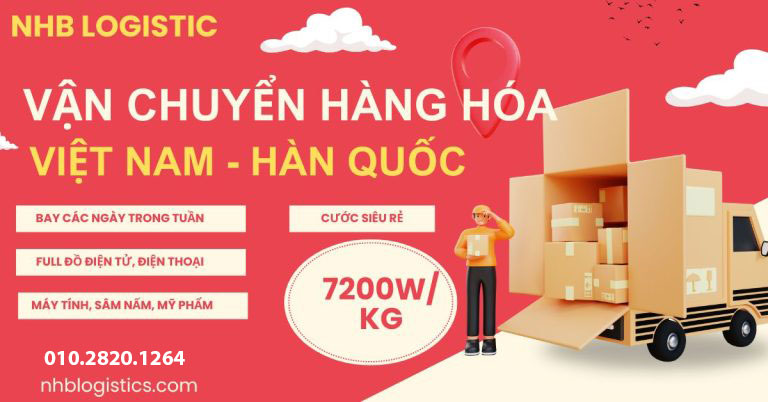 NHB LOGISTIC
VẬN CHUYỂN HÀNG HÓA
VIỆT NAM - HÀN QUỐC
BAY CÁC NGÀY TRONG TUẦN
CƯỚC SIÊU RẺ
FULL ĐỒ ĐIỆN TỬ, ĐIỆN THOẠI
MÁY TÍNH, SÂM NẤM, MỸ PHẨM
7200W/
KG
010.2820.1264
nhblogistics.com